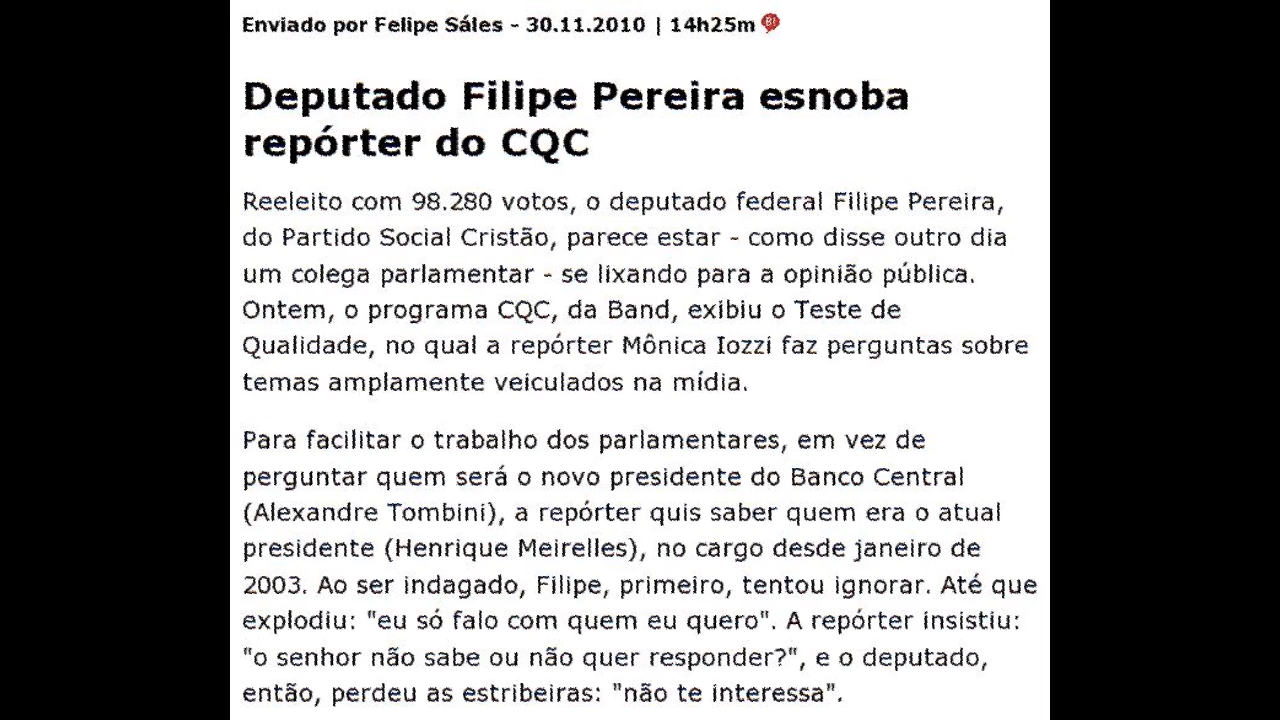 Enviado por Felipe Sáles - 30.11.2010 | 14h25m
Deputado Filipe Pereira esnoba
repórter do CQC
Reeleito com 98.280 votos, o deputado federal Filipe Pereira,
do Partido Social Cristão, parece estar - como disse outro dia
um colega parlamentar - se lixando para a opinião pública.
Ontem, o programa CQC, da Band, exibiu o Teste de
Qualidade, no qual a repórter Mônica Iozzi faz perguntas sobre
temas amplamente veiculados na mídia.
Para facilitar o trabalho dos parlamentares, em vez de
perguntar quem será o novo presidente do Banco Central
(Alexandre Tombini), a repórter quis saber quem era o atual
presidente (Henrique Meirelles), no cargo desde janeiro de
2003. Ao ser indagado, Filipe, primeiro, tentou ignorar. Até que
explodiu: "eu só falo com quem eu quero". A repórter insistiu:
"o senhor não sabe ou não quer responder?", e o deputado,
então, perdeu as estribeiras: "não te interessa".